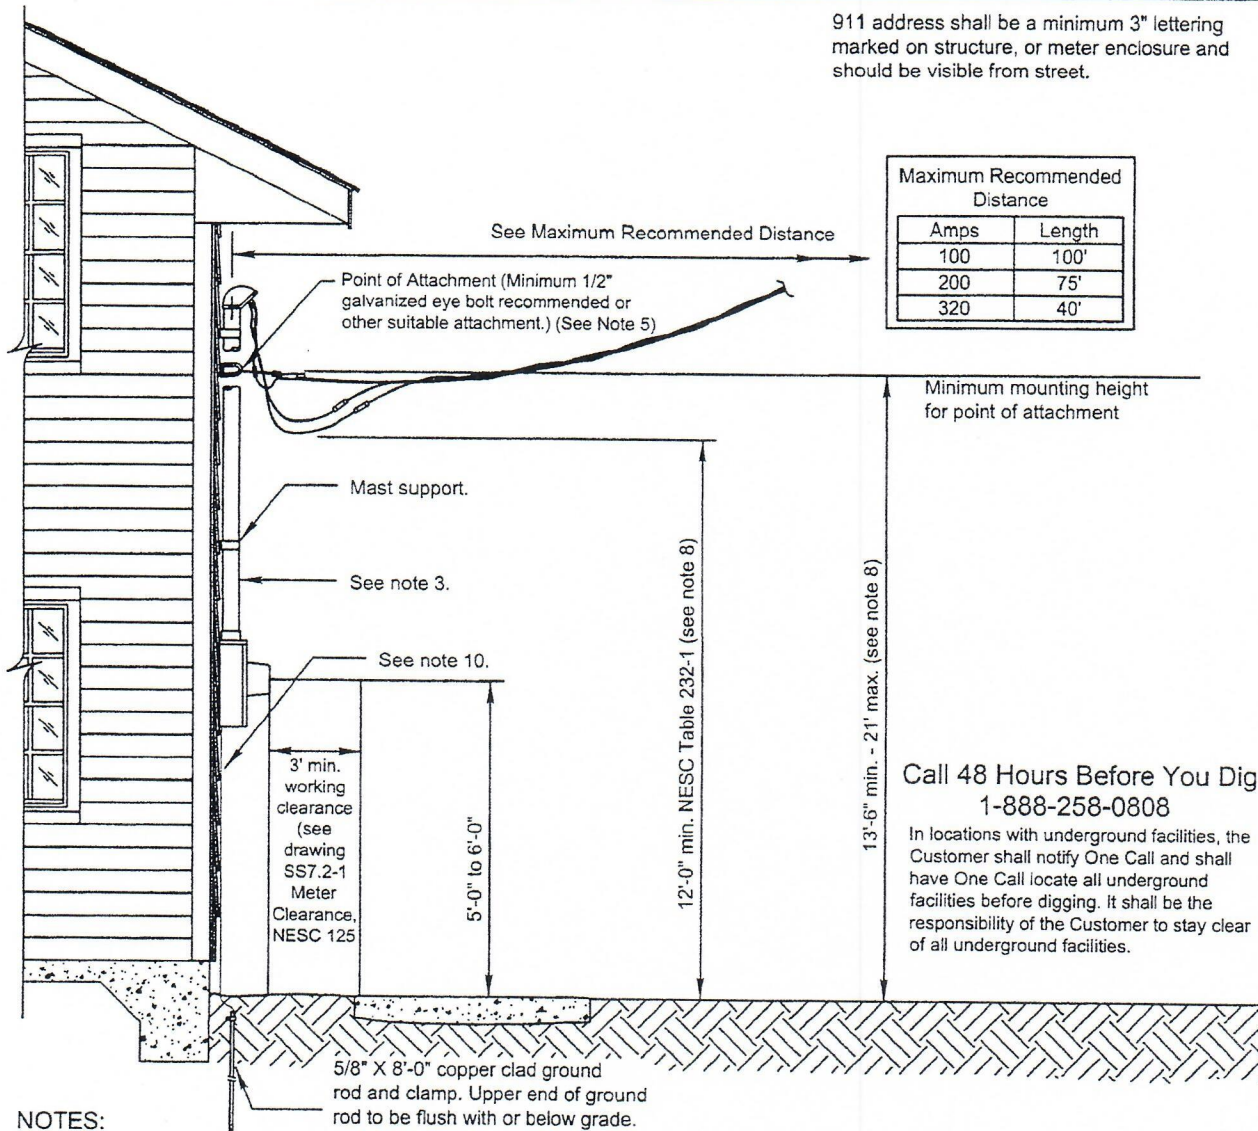 911 address shall be a minimum 3" lettering
marked on structure, or meter enclosure and
should be visible from street.
Maximum Recommended
Distance
Amps Length
100 100'
200 75'
320 40'
See Maximum Recommended Distance
Point of Attachment (Minimum 1/2"
galvanized eye bolt recommended or
other suitable attachment.) (See Note 5)
Minimum mounting height
for point of attachment
Mast support.
See note 3.
See note 10.
3' min.
working
clearance
(see
drawing
SS7.2-1
Meter
Clearance,
NESC 125
5'-0" to 6'-0"
12'-0" min. NESC Table 232-1 (see note 8)
13'-6" min. - 21' max. (see note 8)
Call 48 Hours Before You Dig
1-888-258-0808
In locations with underground facilities, the
Customer shall notify One Call and shall
have One Call locate all underground
facilities before digging. It shall be the
responsibility of the Customer to stay clear
of all underground facilities.
5/8" X 8'-0" copper clad ground
rod and clamp. Upper end of ground
rod to be flush with or below grade.
NOTES: